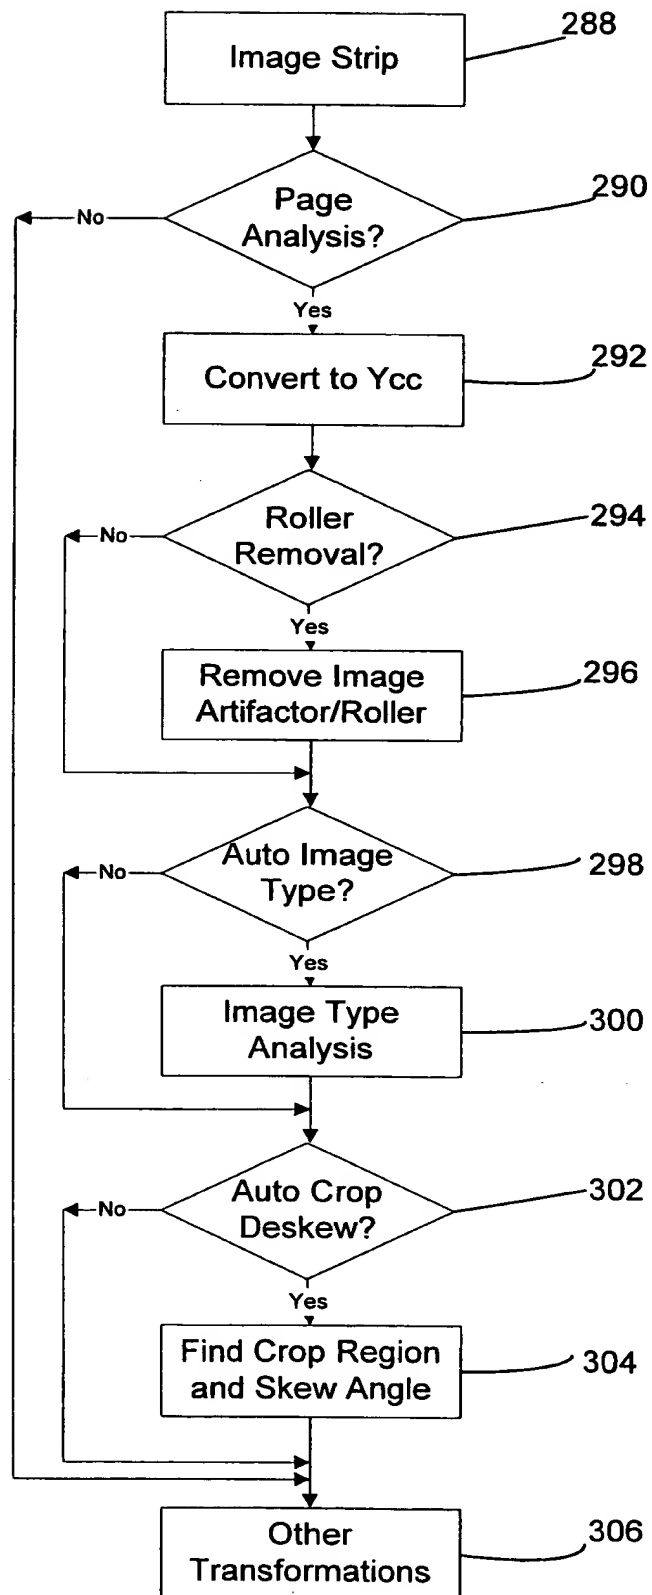 288
Image Strip
290
Page
Analysis?
No
Yes
292
Convert to Ycc
294
Roller
Removal?
No
Yes
296
Remove Image
Artifactor/Roller
298
Auto Image
Type?
No
Yes
300
Image Type
Analysis
302
Auto Crop
Deskew?
No
Yes
304
Find Crop Region
and Skew Angle
306
Other
Transformations